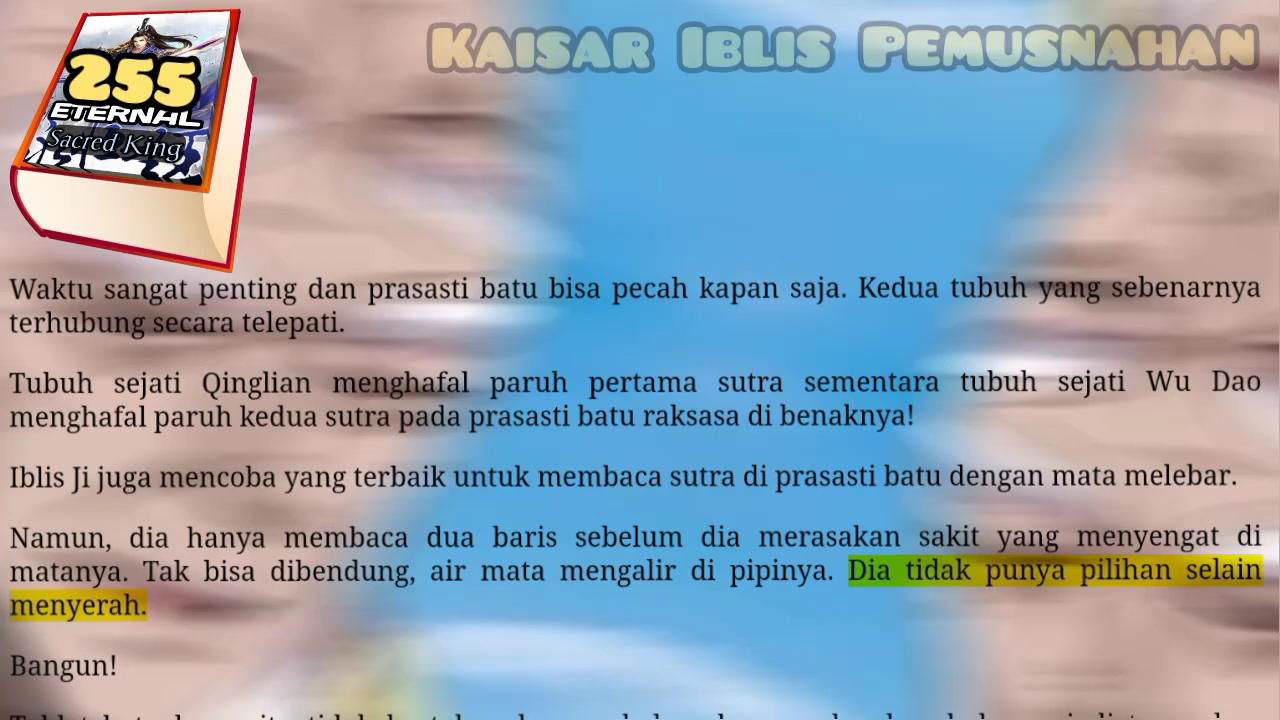 Kaisar Iblis Pemusnahan
255
ETERNAL
Sacred King
Waktu sangat penting dan prasasti batu bisa pecah kapan saja. Kedua tubuh yang sebenarnya
terhubung secara telepati.
Tubuh sejati Qinglian menghafal paruh pertama sutra sementara tubuh sejati Wu Dao
menghafal paruh kedua sutra pada prasasti batu raksasa di benaknya!
Iblis Ji juga mencoba yang terbaik untuk membaca sutra di prasasti batu dengan mata melebar.
Namun, dia hanya membaca dua baris sebelum dia merasakan sakit yang menyengat di
matanya. Tak bisa dibendung, air mata mengalir di pipinya. Dia tidak punya pilihan selain
menyerah.
Bangun!